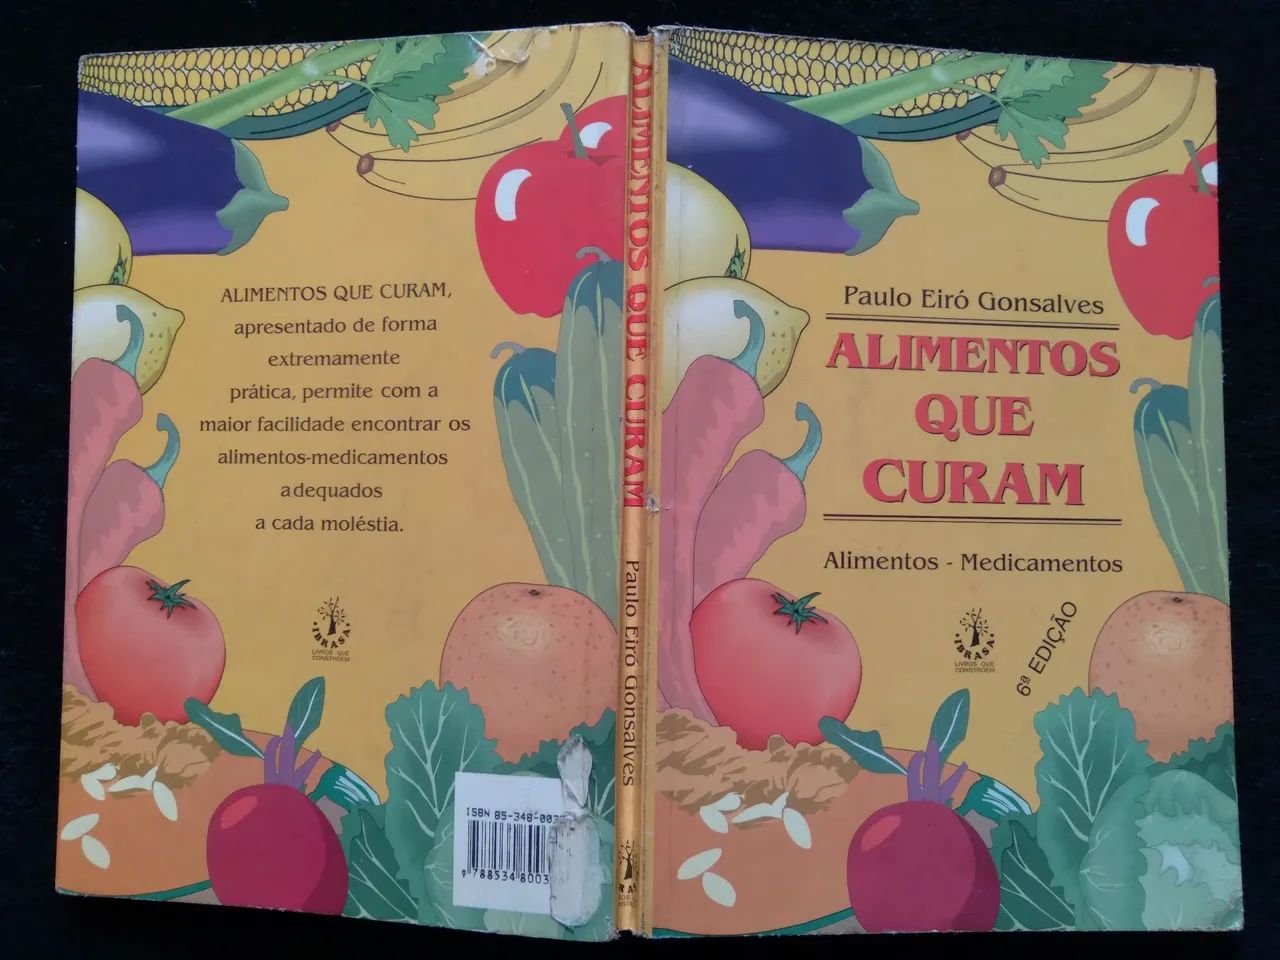 ALIMENTOS QUE CURAM,
apresentado de forma
extremamente
prática, permite com a
maior facilidade encontrar os
alimentos-medicamentos
adequados
a cada moléstia.
IBRASA
LIVROS QUE
CONSTROEM
ISBN
ALIMENTOS QUE CURAM
Paulo Eiró Gonsalves
IBRASA
Paulo Eiró Gonsalves
ALIMENTOS
QUE
CURAM
Alimentos - Medicamentos
IBRASA
LIVROS QUE
CONSTROEM
6ª EDIÇÃO